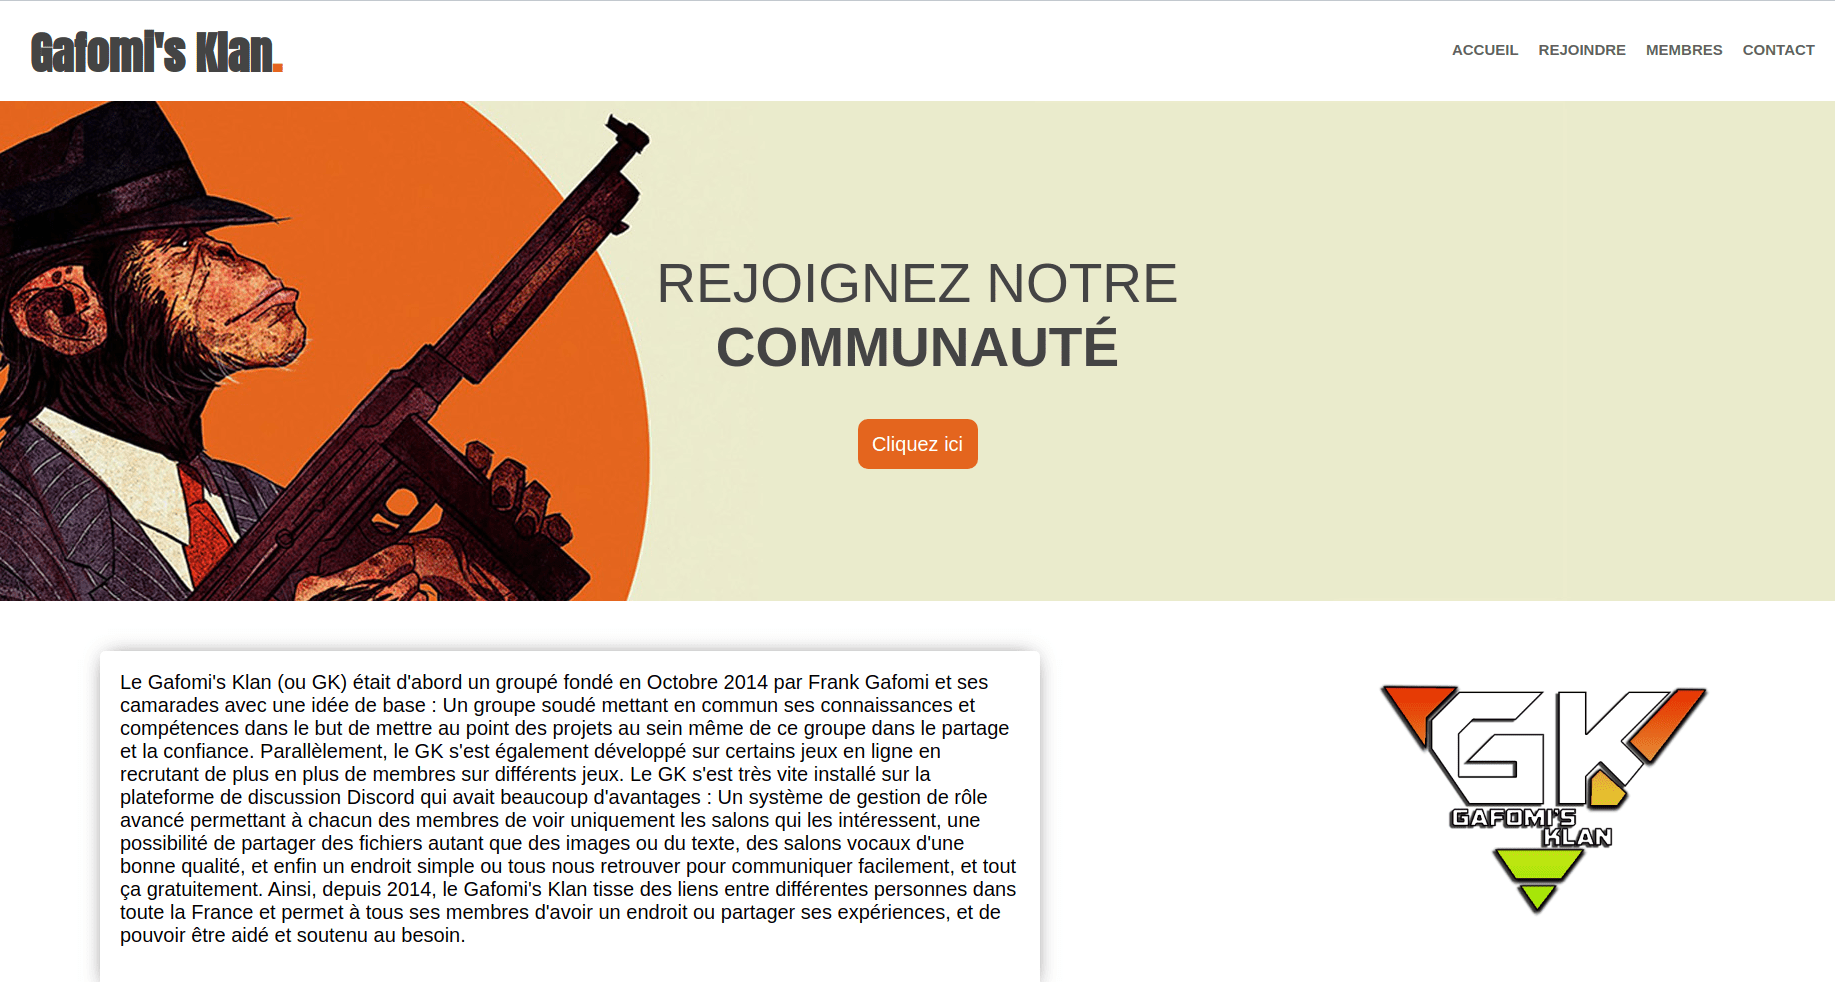 Gafomi's Klan.
ACCUEIL REJOINDRE MEMBRES CONTACT
REJOIGNEZ NOTRE
COMMUNAUTÉ
Cliquez ici
Le Gafomi's Klan (ou GK) était d'abord un groupé fondé en Octobre 2014 par Frank Gafomi et ses
camarades avec une idée de base : Un groupe soudé mettant en commun ses connaissances et
compétences dans le but de mettre au point des projets au sein même de ce groupe dans le partage
et la confiance. Parallèlement, le GK s'est également développé sur certains jeux en ligne en
recrutant de plus en plus de membres sur différents jeux. Le GK s'est très vite installé sur la
plateforme de discussion Discord qui avait beaucoup d'avantages : Un système de gestion de rôle
avancé permettant à chacun des membres de voir uniquement les salons qui les intéressent, une
possibilité de partager des fichiers autant que des images ou du texte, des salons vocaux d'une
bonne qualité, et enfin un endroit simple ou tous nous retrouver pour communiquer facilement, et tout
ça gratuitement. Ainsi, depuis 2014, le Gafomi's Klan tisse des liens entre différentes personnes dans
toute la France et permet à tous ses membres d'avoir un endroit ou partager ses expériences, et de
pouvoir être aidé et soutenu au besoin.
GK
GAFOMI'S
KLAN